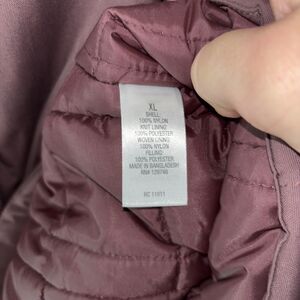 XL
SHELL:
100% NYLON
KNIT LINING:
100% POLYESTER
WOVEN LINING:
100% NYLON
FILLING:
100% POLYESTER
MADE IN BANGLADESH
RN# 129746
RC 11011